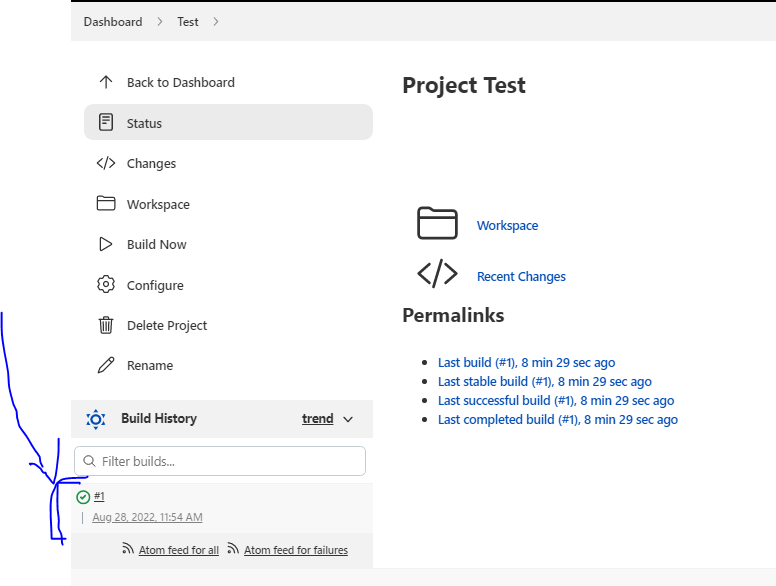 Dashboard > Test >
Back to Dashboard
Status
Changes
Workspace
Build Now
Configure
Delete Project
Rename
Build History trend
Filter builds...
#1
Aug 28, 2022, 11:54 AM
Atom feed for all Atom feed for failures
Project Test
Workspace
Recent Changes
Permalinks
Last build (#1), 8 min 29 sec ago
Last stable build (#1), 8 min 29 sec ago
Last successful build (#1), 8 min 29 sec ago
Last completed build (#1), 8 min 29 sec ago